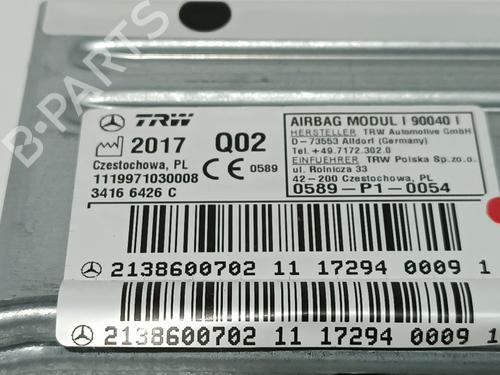 TRW
2017 Q02
Czestochowa, PL
1119971030008 CE 0589
3416 6426 C
AIRBAG MODUL I 90040 I
HERSTELLER TRW Automotive GmbH
D-73553 Alldorf (Germany)
Tel. +49.7172.302.0
EINFUEHRER TRW Polska Sp.zo.o.
ul. Rolnicza 33
42-200 Czestochowa, PL
0589-P1-0054
2138600702 11 17294 0009 1
2138600702 11 17294 0009 1
B-PARTS